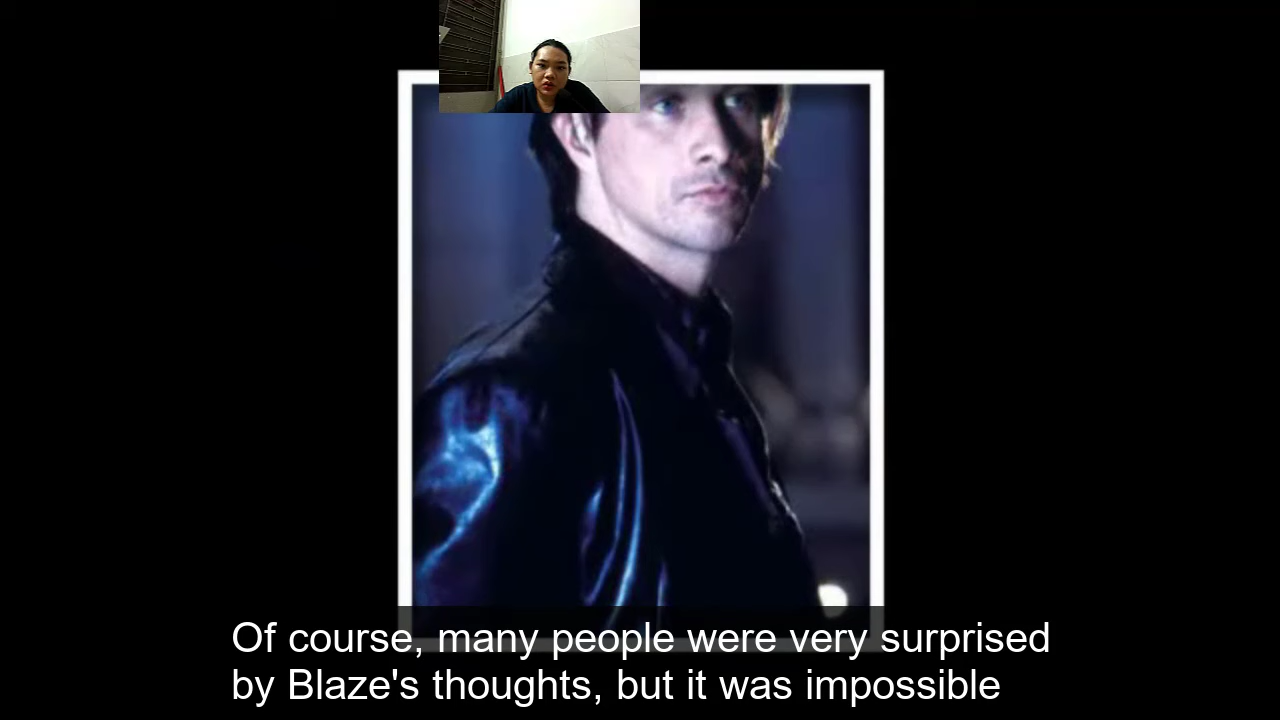 Of course, many people were very surprised
by Blaze's thoughts, but it was impossible